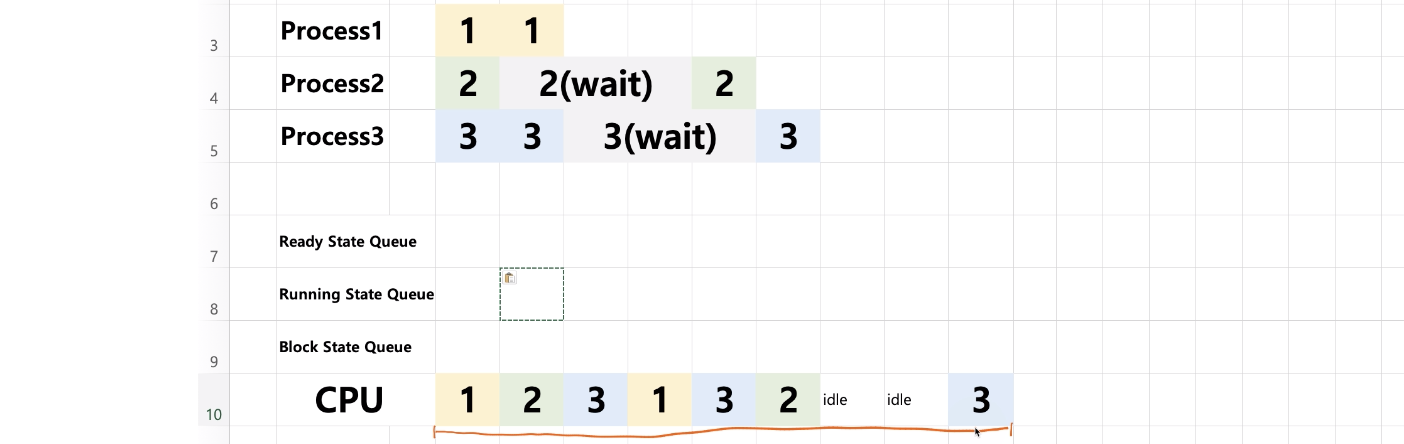 3 Process1 1 1
4 Process2 2 2(wait) 2
5 Process3 3 3 3(wait) 3
6
7 Ready State Queue
8 Running State Queue
9 Block State Queue
10 CPU 1 2 3 1 3 2 idle idle 3